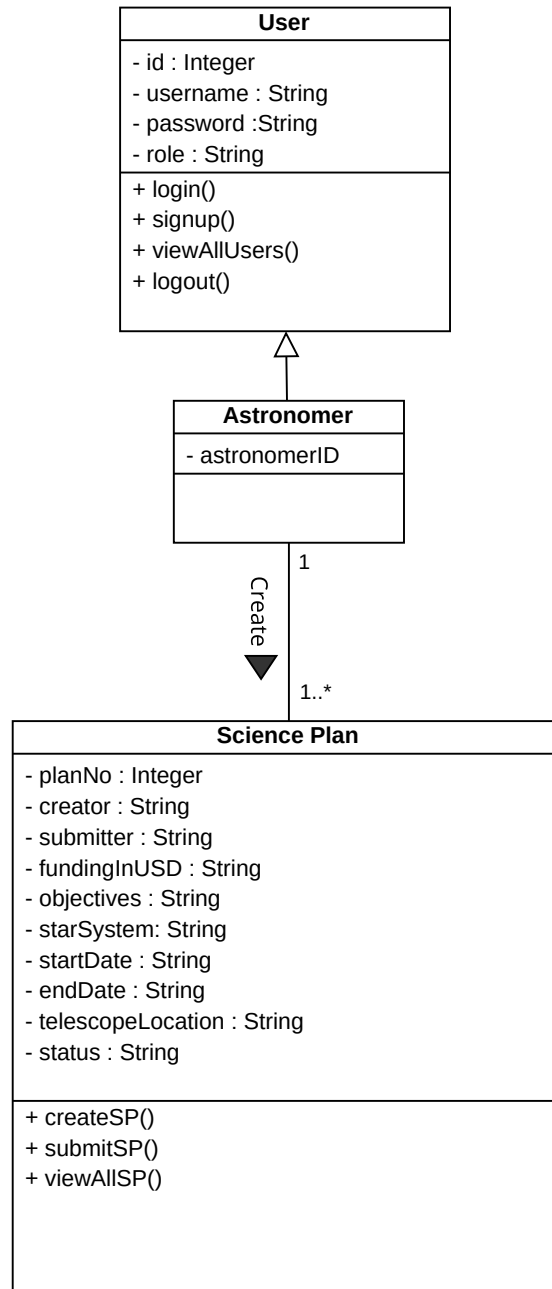 User
- id : Integer
- username : String
- password :String
- role : String
+ login()
+ signup()
+ viewAllUsers()
+ logout()
Astronomer
- astronomerID
1
Create
1..*
Science Plan
- planNo : Integer
- creator : String
- submitter : String
- fundingInUSD : String
- objectives : String
- starSystem: String
- startDate : String
- endDate : String
- telescopeLocation : String
- status : String
+ createSP()
+ submitSP()
+ viewAllSP()